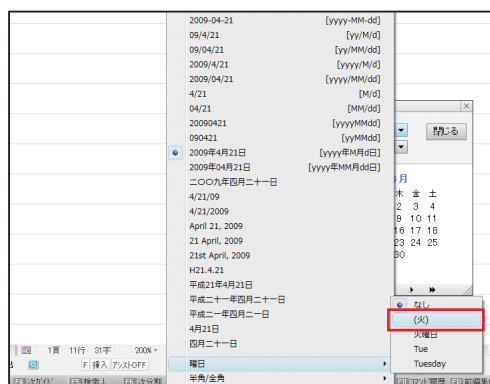 2009-04-21 [yyyy-MM-dd]
09/4/21 [yy/M/d]
09/04/21 [yy/MM/dd]
2009/4/21 [yyyy/M/d]
2009/04/21 [yyyy/MM/dd]
4/21 [M/d]
04/21 [MM/dd]
20090421 [yyyyMMdd]
090421 [yyMMdd]
2009年4月21日 [yyyy年M月d日]
2009年04月21日 [yyyy年MM月dd日]
二〇〇九年四月二十一日
4/21/09
4/21/2009
April 21, 2009
21 April, 2009
21st April, 2009
H21.4.21
平成21年4月21日
平成二十一年四月二十一日
平成二一年四月二一日
4月21日
四月二十一日
曜日
半角/全角
閉じる
月
木 金 土
2 3 4
9 10 11
16 17 18
23 24 25
30
なし
(火)
火曜日
Tue
Tuesday
1頁 11行 31字 200%
挿入 アシストOFF